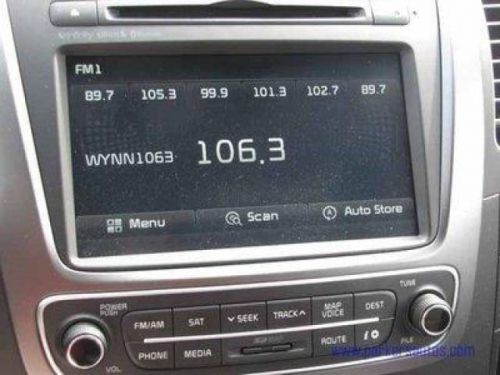 FM1
89.7 105.3 99.9 101.3 102.7 89.7
WYNN1063 106.3
Menu Scan Auto Store
POWER PUSH
VOL
FM/AM SAT SEEK TRACK MAP VOICE DEST
PHONE MEDIA ROUTE
TUNE
FILE